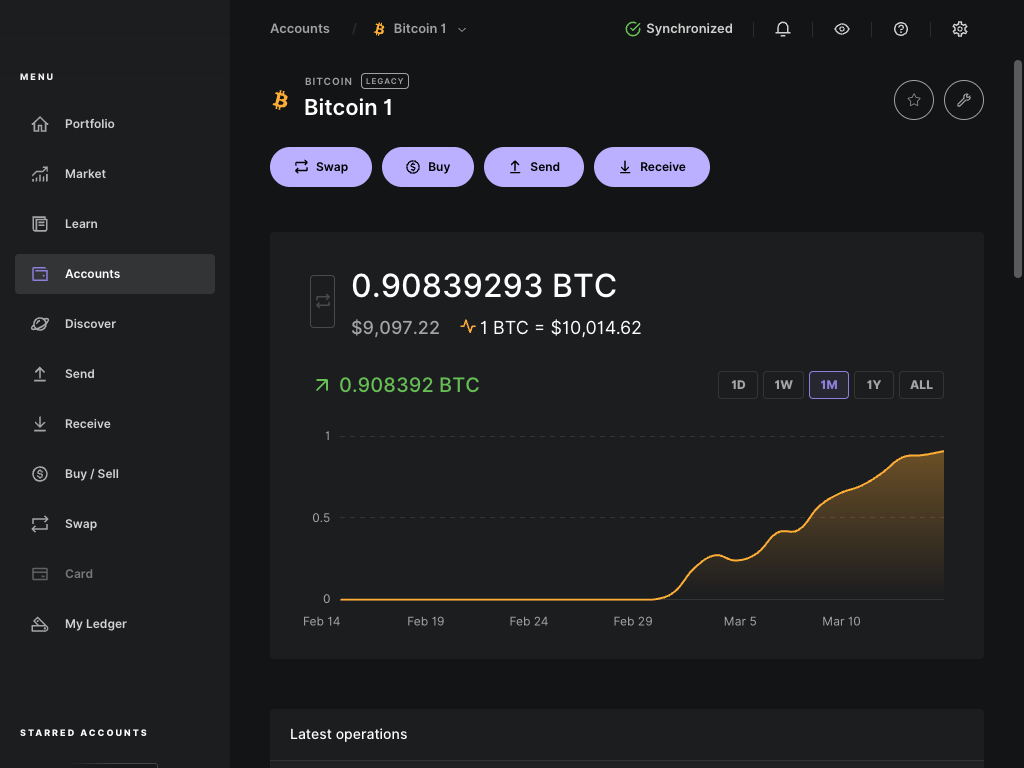 Accounts / Bitcoin 1 Synchronized
MENU
Portfolio
Market
Learn
Accounts
Discover
Send
Receive
Buy / Sell
Swap
Card
My Ledger
STARRED ACCOUNTS
BITCOIN LEGACY
Bitcoin 1
Swap Buy Send Receive
0.90839293 BTC
$9,097.22 1 BTC = $10,014.62
0.908392 BTC 1D 1W 1M 1Y ALL
1
0.5
0
Feb 14 Feb 19 Feb 24 Feb 29 Mar 5 Mar 10
Latest operations